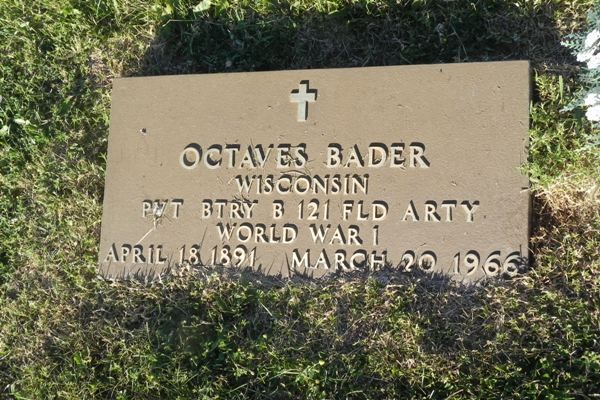 OCTAVES BADER
WISCONSIN
PVT BTRY B 121 FLD ARTY
WORLD WAR I
APRIL 18 1891 MARCH 20 1966